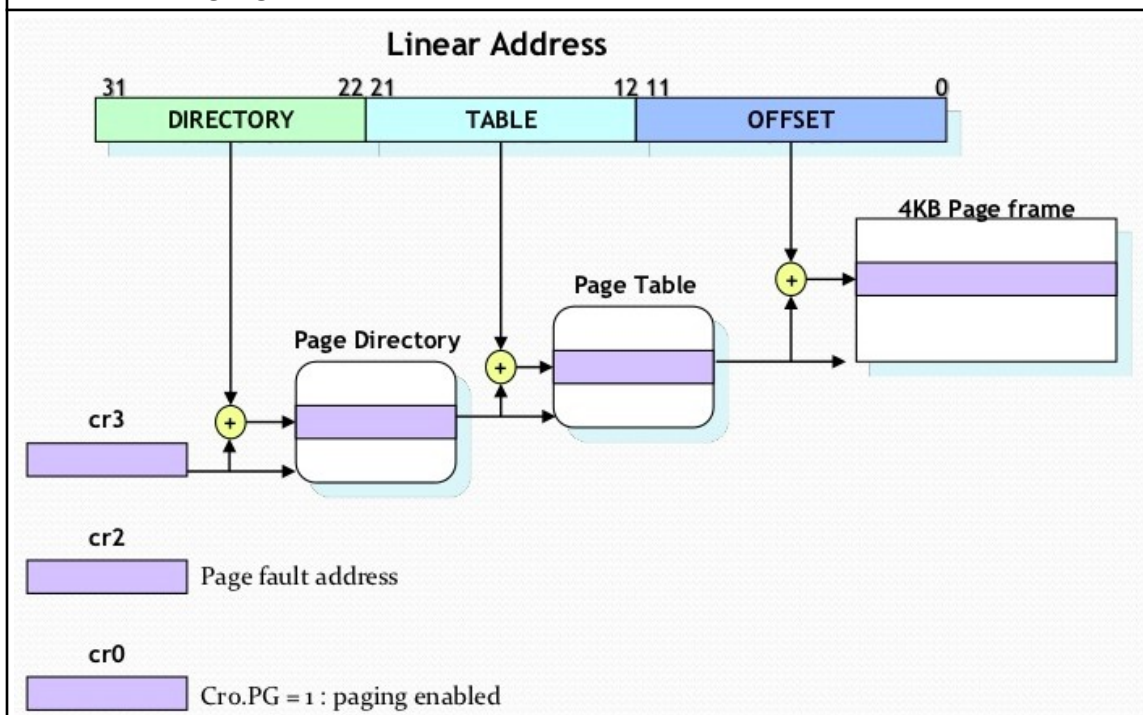 Linear Address
31 22 21 12 11 0
DIRECTORY TABLE OFFSET
4KB Page frame
+
Page Table
+
Page Directory
+
cr3
cr2
Page fault address
cr0
Cr0.PG = 1 : paging enabled